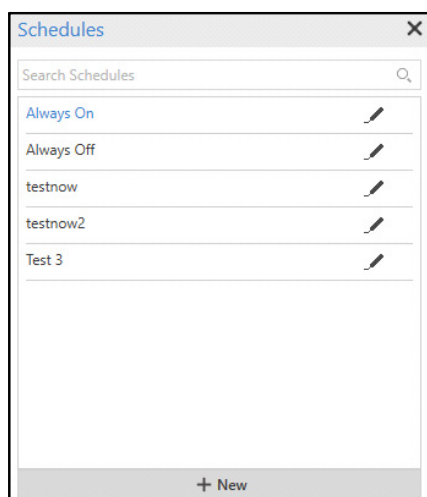 Schedules
Search Schedules
Always On
Always Off
testnow
testnow2
Test 3
+ New